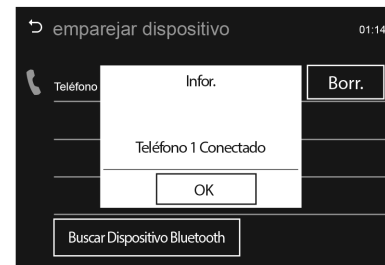 emparejar dispositivo 01:14
Teléfono
Infor.
Borr.
Teléfono 1 Conectado
OK
Buscar Dispositivo Bluetooth